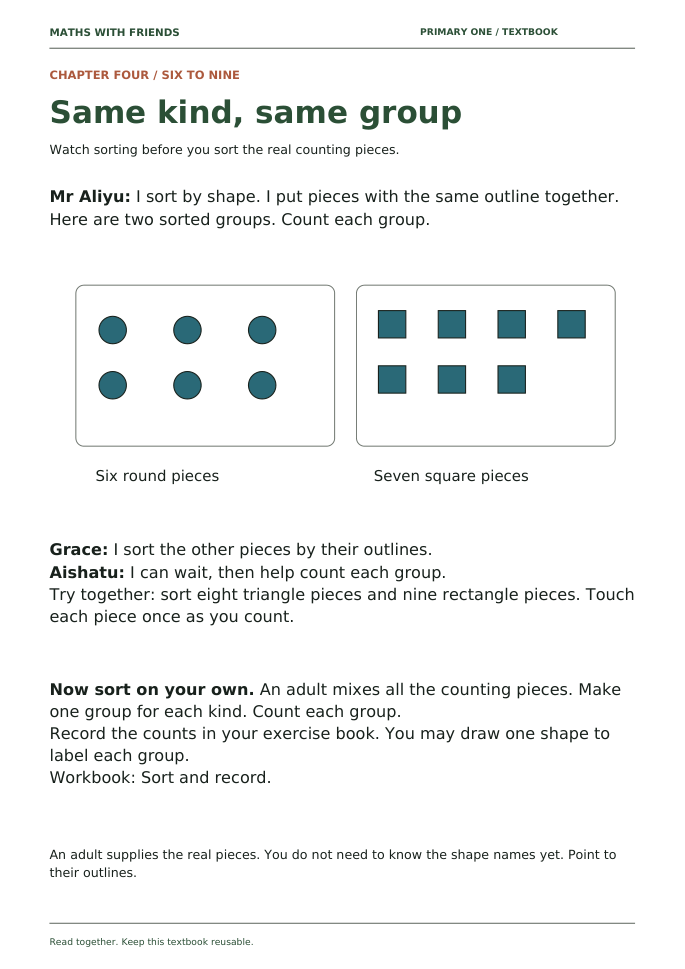 MATHS WITH FRIENDS
PRIMARY ONE / TEXTBOOK
CHAPTER FOUR / SIX TO NINE
Same kind, same group
Watch sorting before you sort the real counting pieces.
Mr Aliyu: I sort by shape. I put pieces with the same outline together.
Here are two sorted groups. Count each group.
Six round pieces
Seven square pieces
Grace: I sort the other pieces by their outlines.
Aishatu: I can wait, then help count each group.
Try together: sort eight triangle pieces and nine rectangle pieces. Touch
each piece once as you count.
Now sort on your own. An adult mixes all the counting pieces. Make
one group for each kind. Count each group.
Record the counts in your exercise book. You may draw one shape to
label each group.
Workbook: Sort and record.
An adult supplies the real pieces. You do not need to know the shape names yet. Point to
their outlines.
Read together. Keep this textbook reusable.